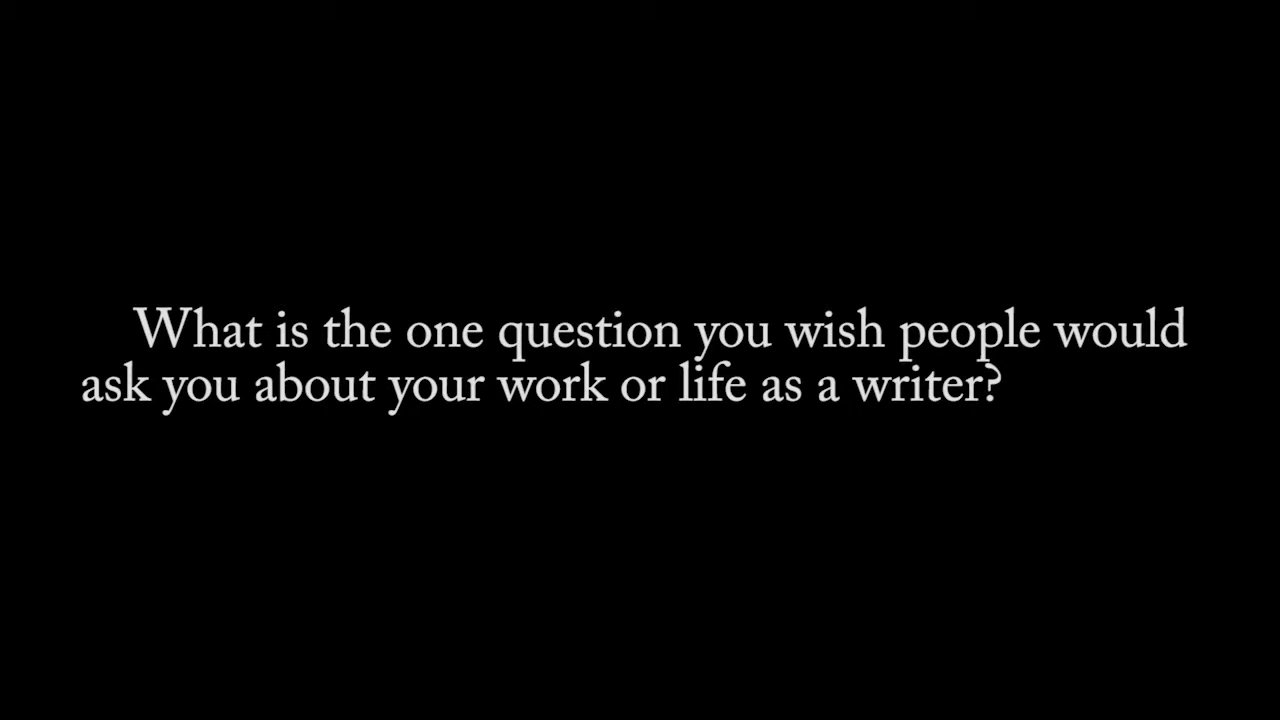 What is the one question you wish people would
ask you about your work or life as a writer?